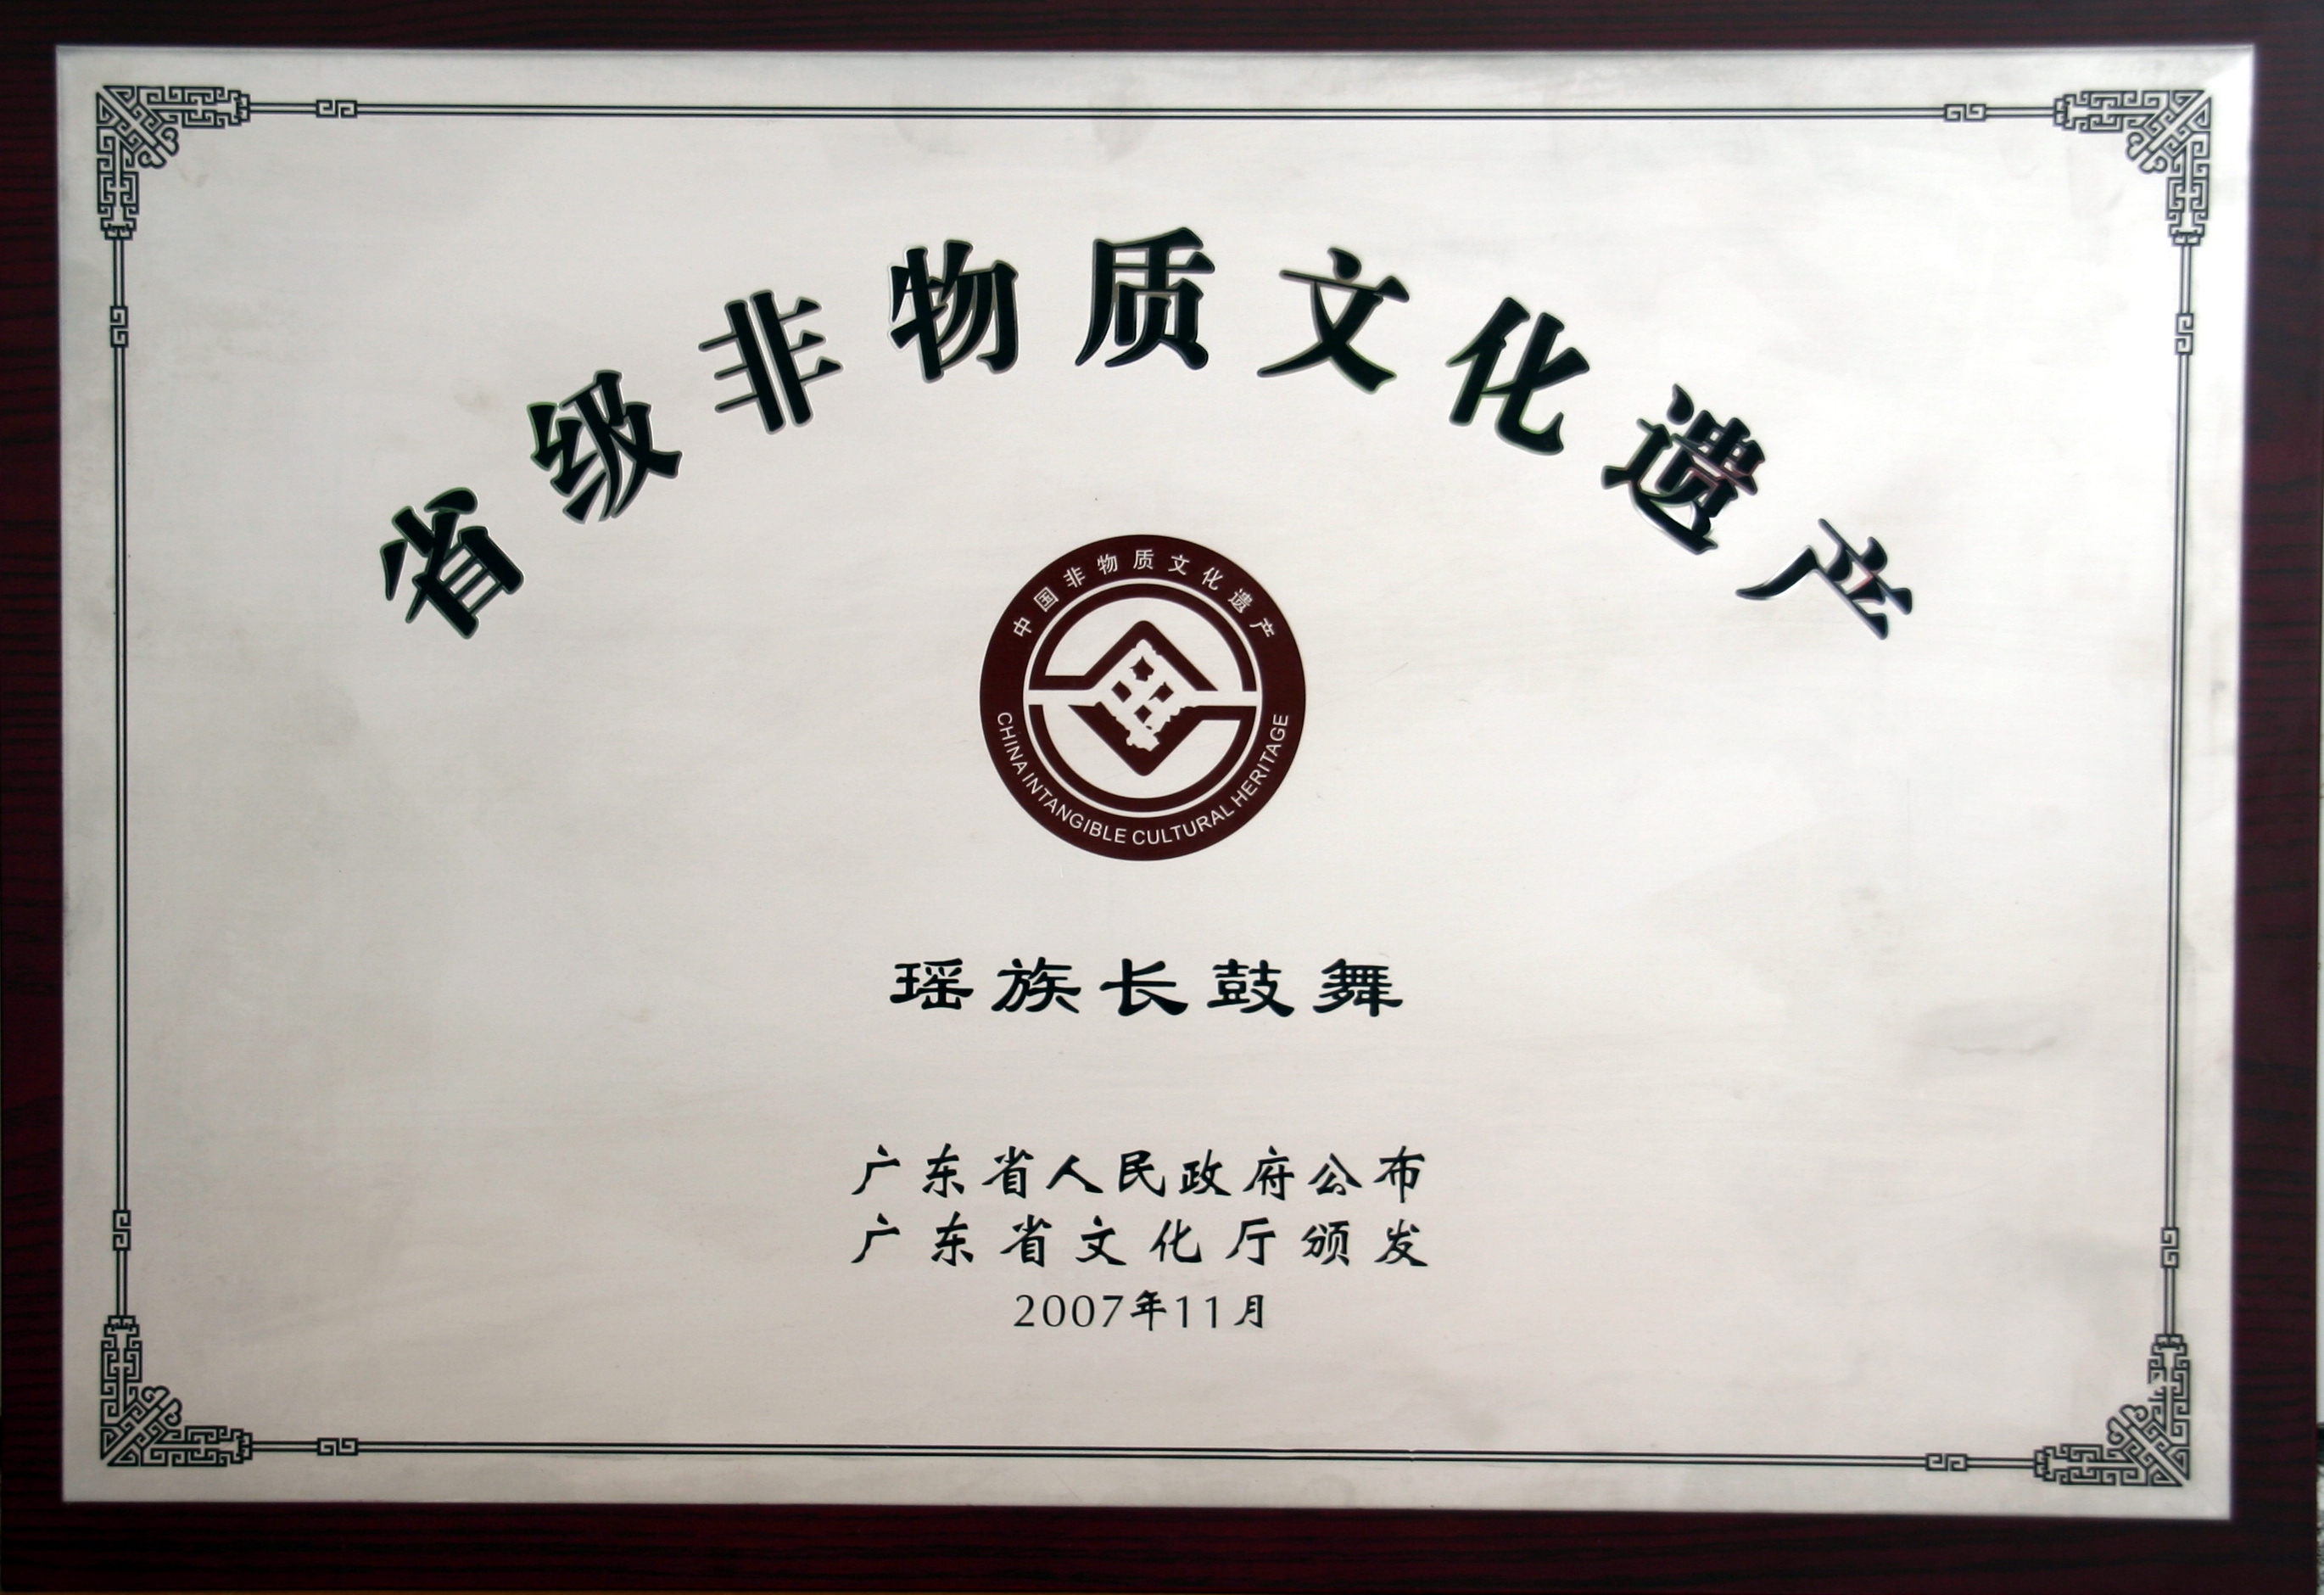 省级非物质文化遗产
中国非物质文化遗产
CHINA INTANGIBLE CULTURAL HERITAGE
瑶族长鼓舞
广东省人民政府公布
广东省文化厅颁发
2007年11月